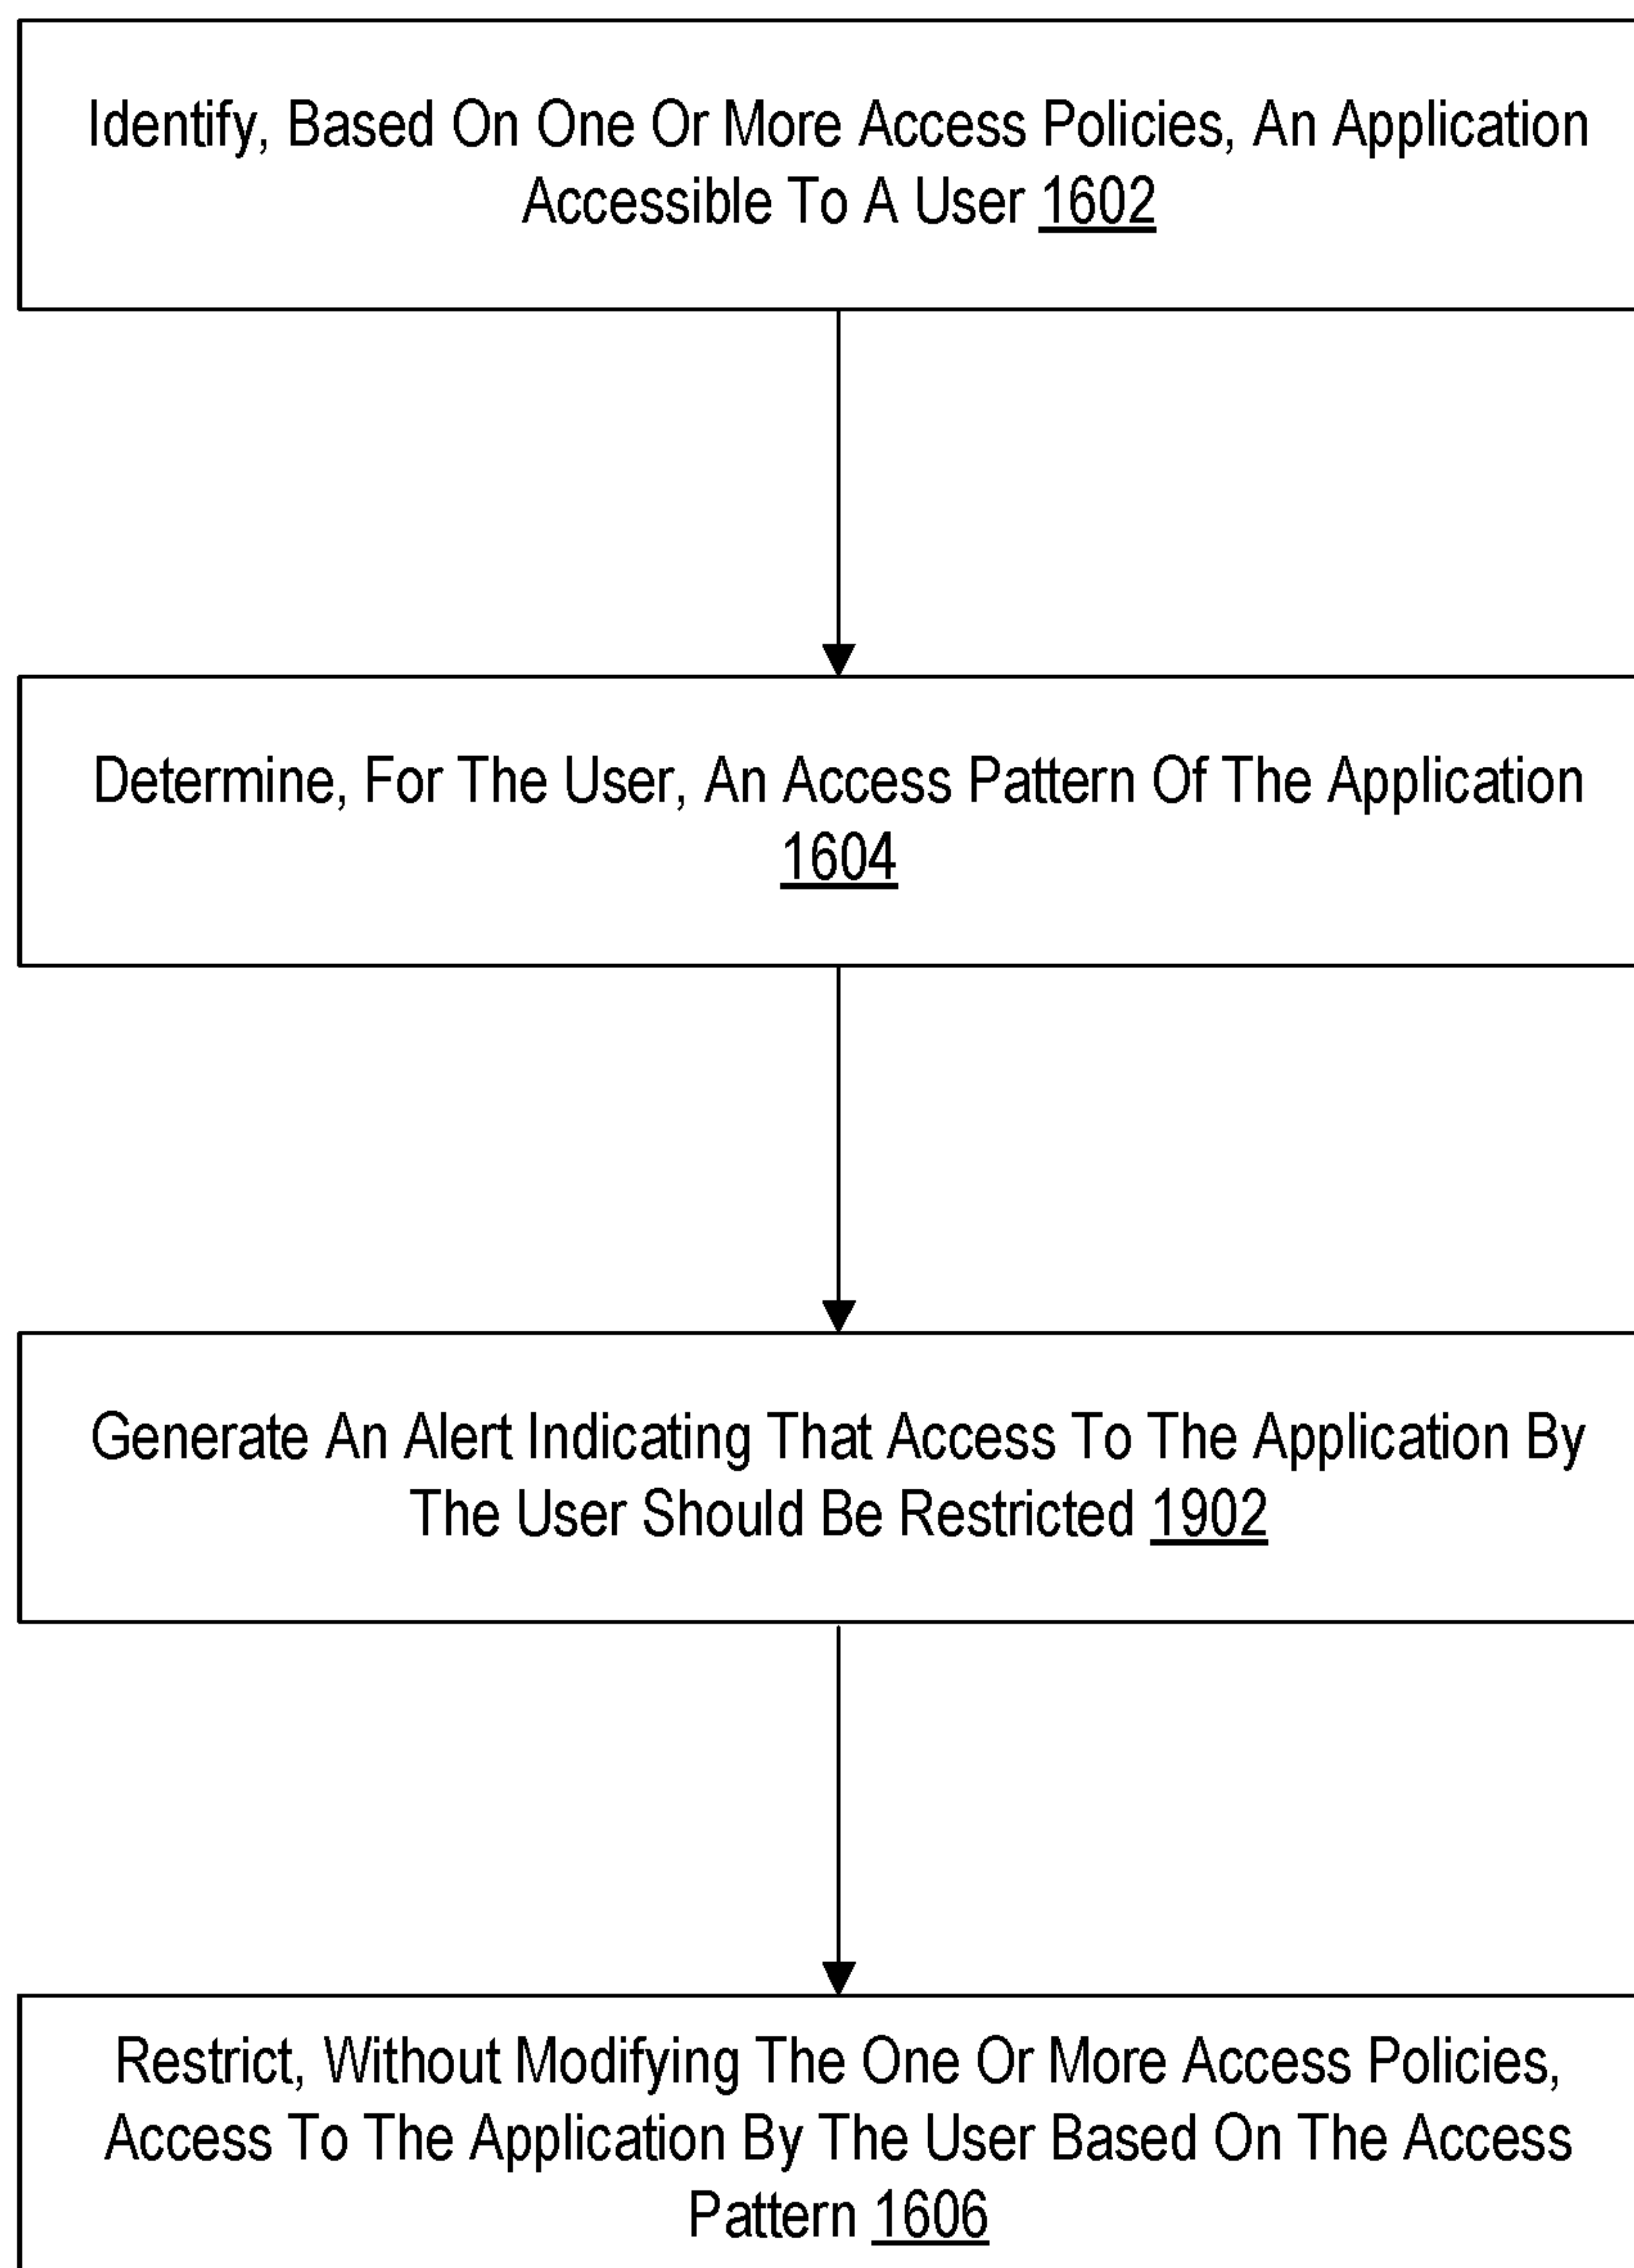 Identify, Based On One Or More Access Policies, An Application
Accessible To A User 1602
Determine, For The User, An Access Pattern Of The Application
1604
Generate An Alert Indicating That Access To The Application By
The User Should Be Restricted 1902
Restrict, Without Modifying The One Or More Access Policies,
Access To The Application By The User Based On The Access
Pattern 1606